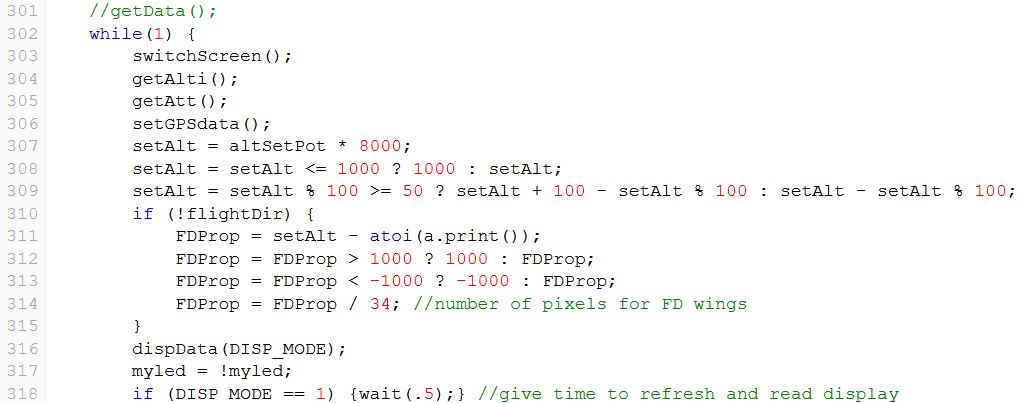 301 //getData();
302 while(1) {
303 switchScreen();
304 getAlti();
305 getAtt();
306 setGPSdata();
307 setAlt = altSetPot * 8000;
308 setAlt = setAlt <= 1000 ? 1000 : setAlt;
309 setAlt = setAlt % 100 >= 50 ? setAlt + 100 - setAlt % 100 : setAlt - setAlt % 100;
310 if (!flightDir) {
311 FDProp = setAlt - atoi(a.print());
312 FDProp = FDProp > 1000 ? 1000 : FDProp;
313 FDProp = FDProp < -1000 ? -1000 : FDProp;
314 FDProp = FDProp / 34; //number of pixels for FD wings
315 }
316 dispData(DISP_MODE);
317 myled = !myled;
318 if (DISP_MODE == 1) {wait(.5);} //give time to refresh and read display